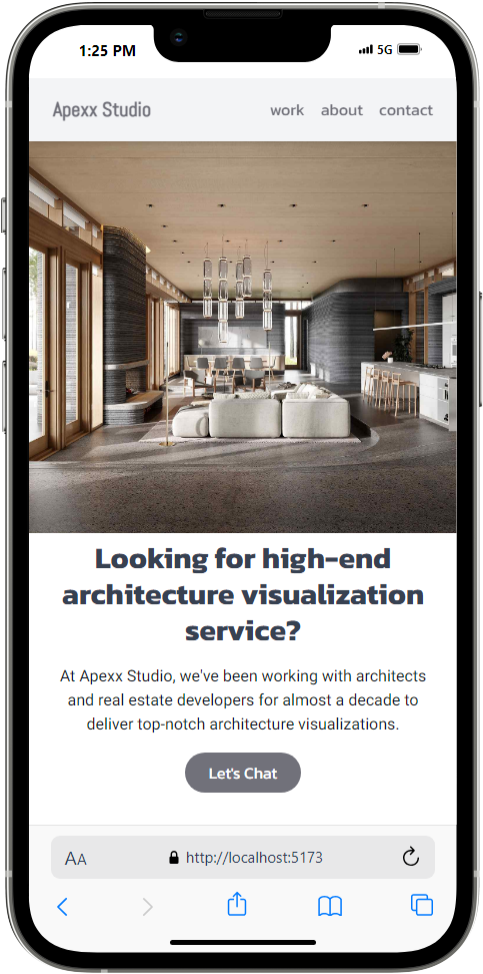 1:25 PM
5G
Apexx Studio work about contact
Looking for high-end
architecture visualization
service?
At Apexx Studio, we've been working with architects
and real estate developers for almost a decade to
deliver top-notch architecture visualizations.
Let's Chat
AA http://localhost:5173